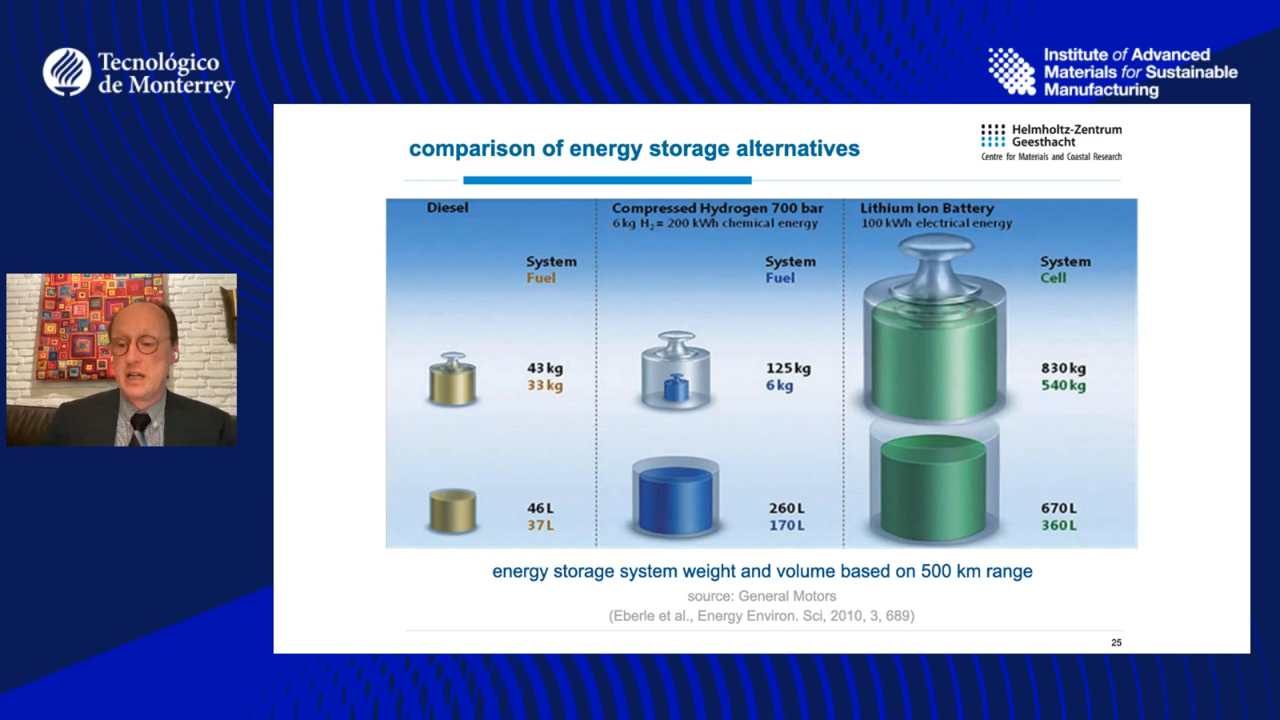 Tecnológico
de Monterrey
Institute of Advanced
Materials for Sustainable
Manufacturing
comparison of energy storage alternatives
Helmholtz-Zentrum
Geesthacht
Centre for Materials and Coastal Research
Diesel
System
Fuel
43 kg
33 kg
46 L
37 L
Compressed Hydrogen 700 bar
6 kg H₂ = 200 kWh chemical energy
System
Fuel
125 kg
6 kg
260 L
170 L
Lithium Ion Battery
100 kWh electrical energy
System
Cell
830 kg
540 kg
670 L
360 L
energy storage system weight and volume based on 500 km range
source: General Motors
(Eberle et al., Energy Environ. Sci, 2010, 3, 689)
25